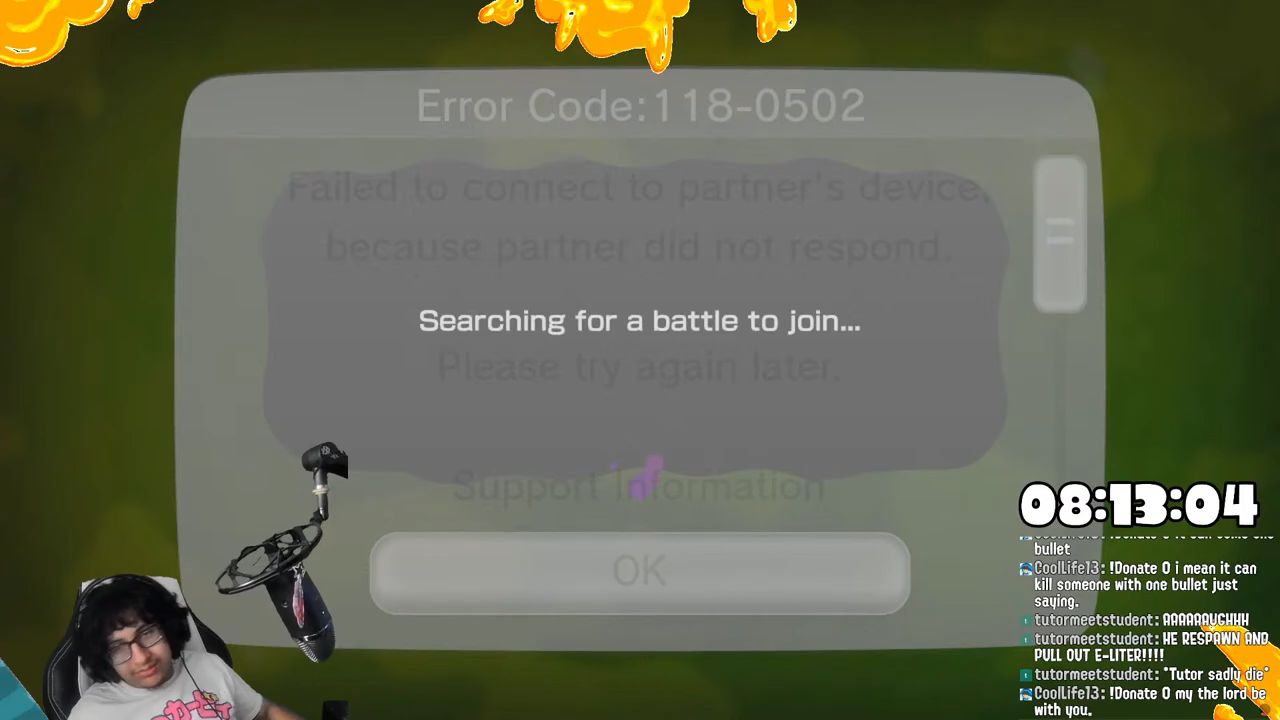 Error Code:118-0502
Failed to connect to partner's device,
because partner did not respond.
Searching for a battle to join...
Please try again later.
Support Information
OK
08:13:04
bullet
CoolLife13: !Donate 0 i mean it can
kill someone with one bullet just
saying.
tutormeetstudent: AAAAAAUGHHH
tutormeetstudent: HE RESPAWN AND
PULL OUT E-LITER!!!!
tutormeetstudent: *Tutor sadly die*
CoolLife13: !Donate 0 my the lord be
with you.